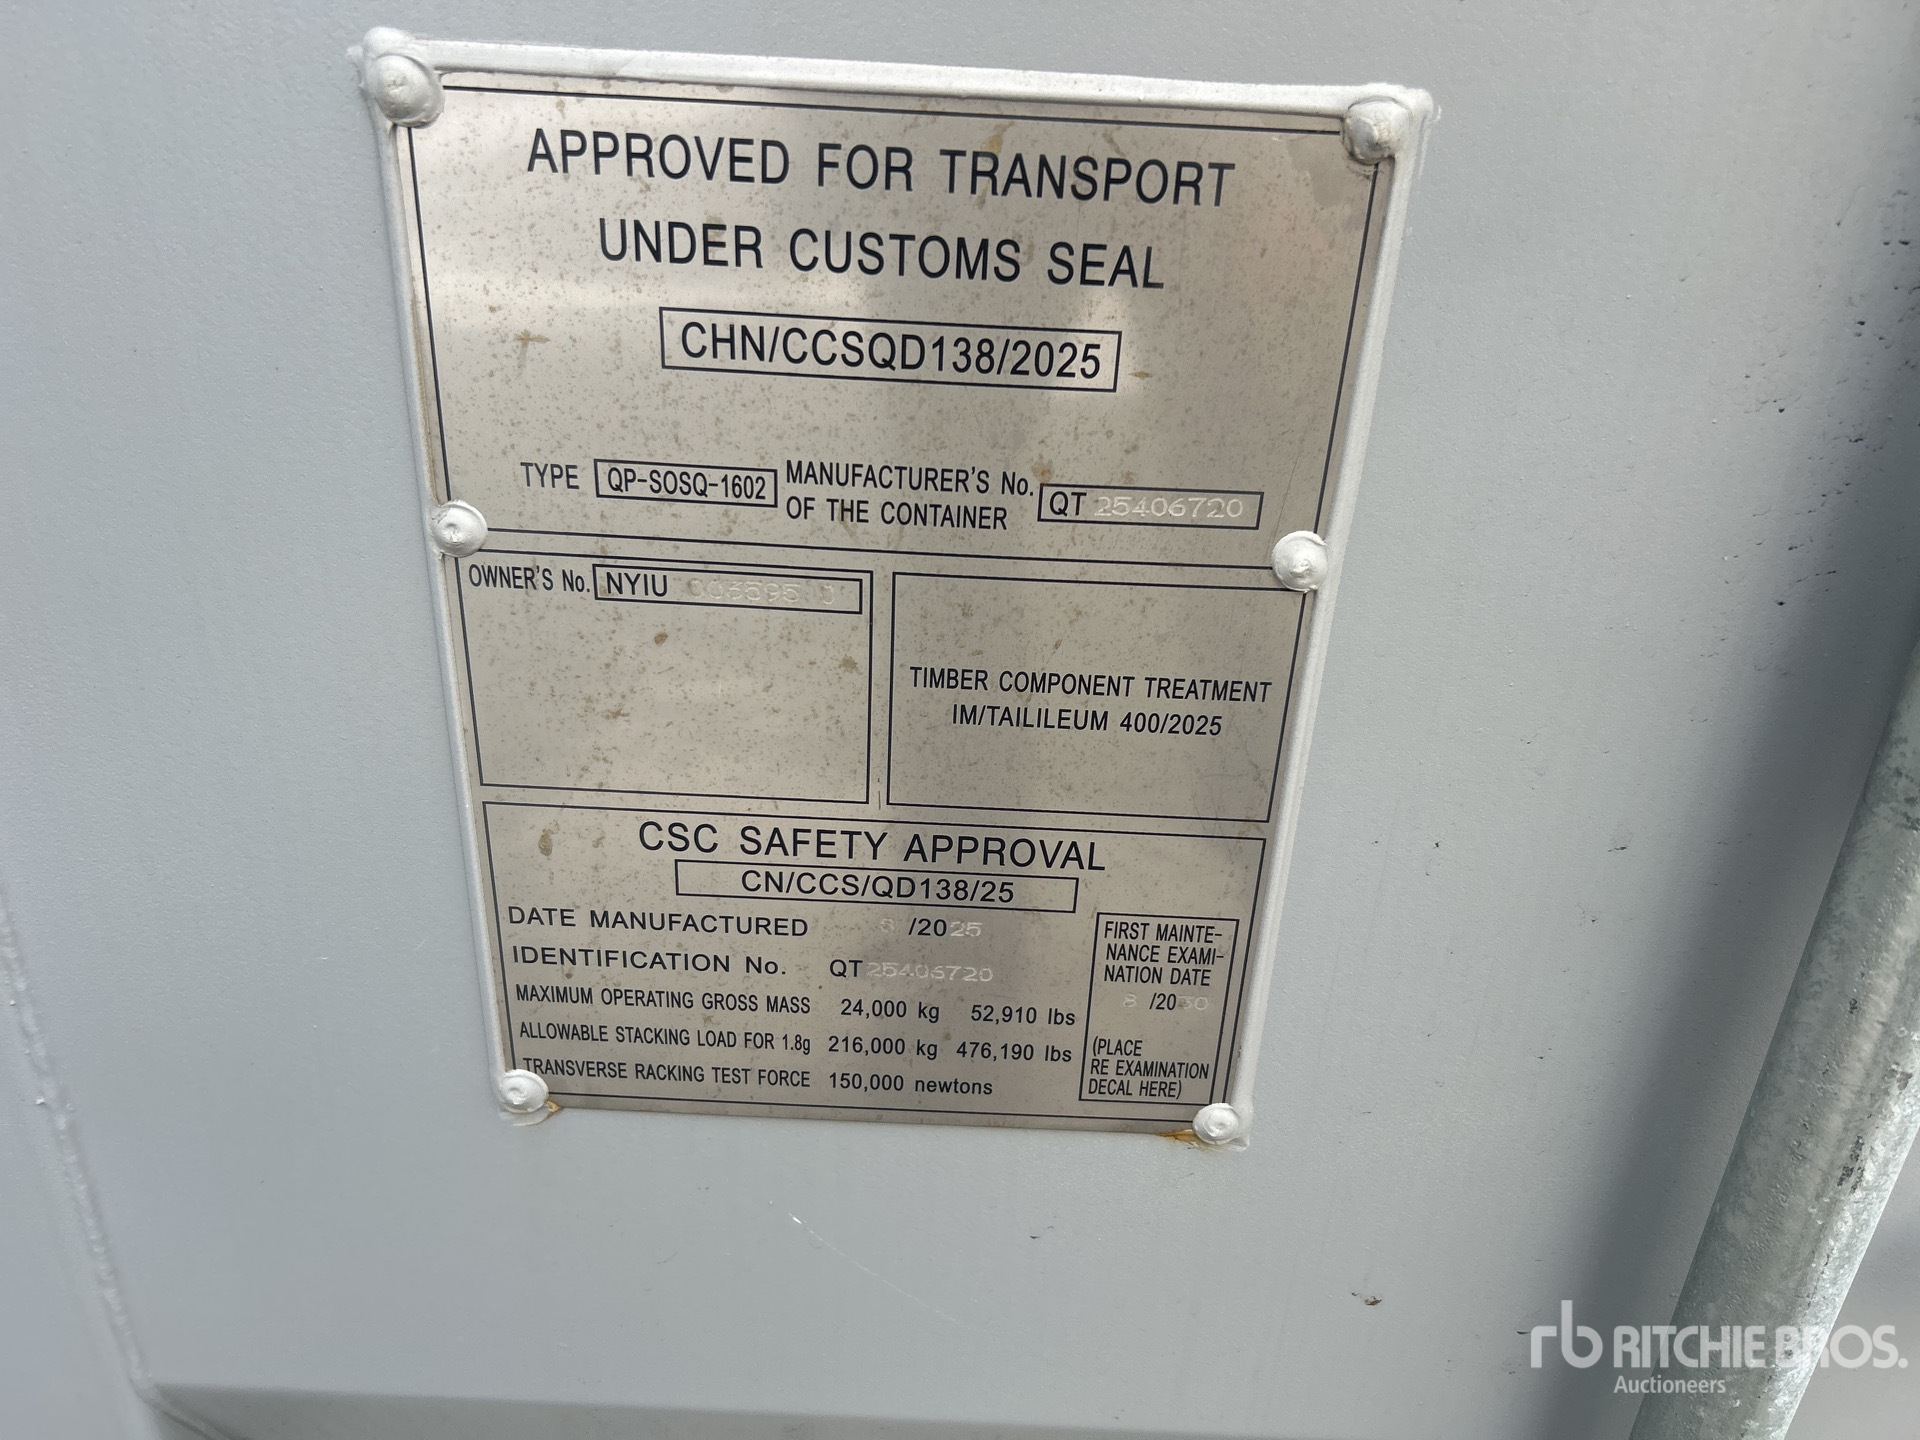 APPROVED FOR TRANSPORT
UNDER CUSTOMS SEAL
CHN/CCSQD138/2025
TYPE QP-SOSQ-1602 MANUFACTURER'S No. OF THE CONTAINER QT 25406720
OWNER'S No. NYIU
TIMBER COMPONENT TREATMENT
IM/TAILILEUM 400/2025
CSC SAFETY APPROVAL
CN/CCS/QD138/25
DATE MANUFACTURED 8 /2025
IDENTIFICATION No. QT25406720
MAXIMUM OPERATING GROSS MASS 24,000 kg 52,910 lbs
ALLOWABLE STACKING LOAD FOR 1.8g 216,000 kg 476,190 lbs
TRANSVERSE RACKING TEST FORCE 150,000 newtons
FIRST MAINTE-
NANCE EXAMI-
NATION DATE
8 /2030
(PLACE
RE EXAMINATION
DECAL HERE)
rb RITCHIE BROS.
Auctioneers